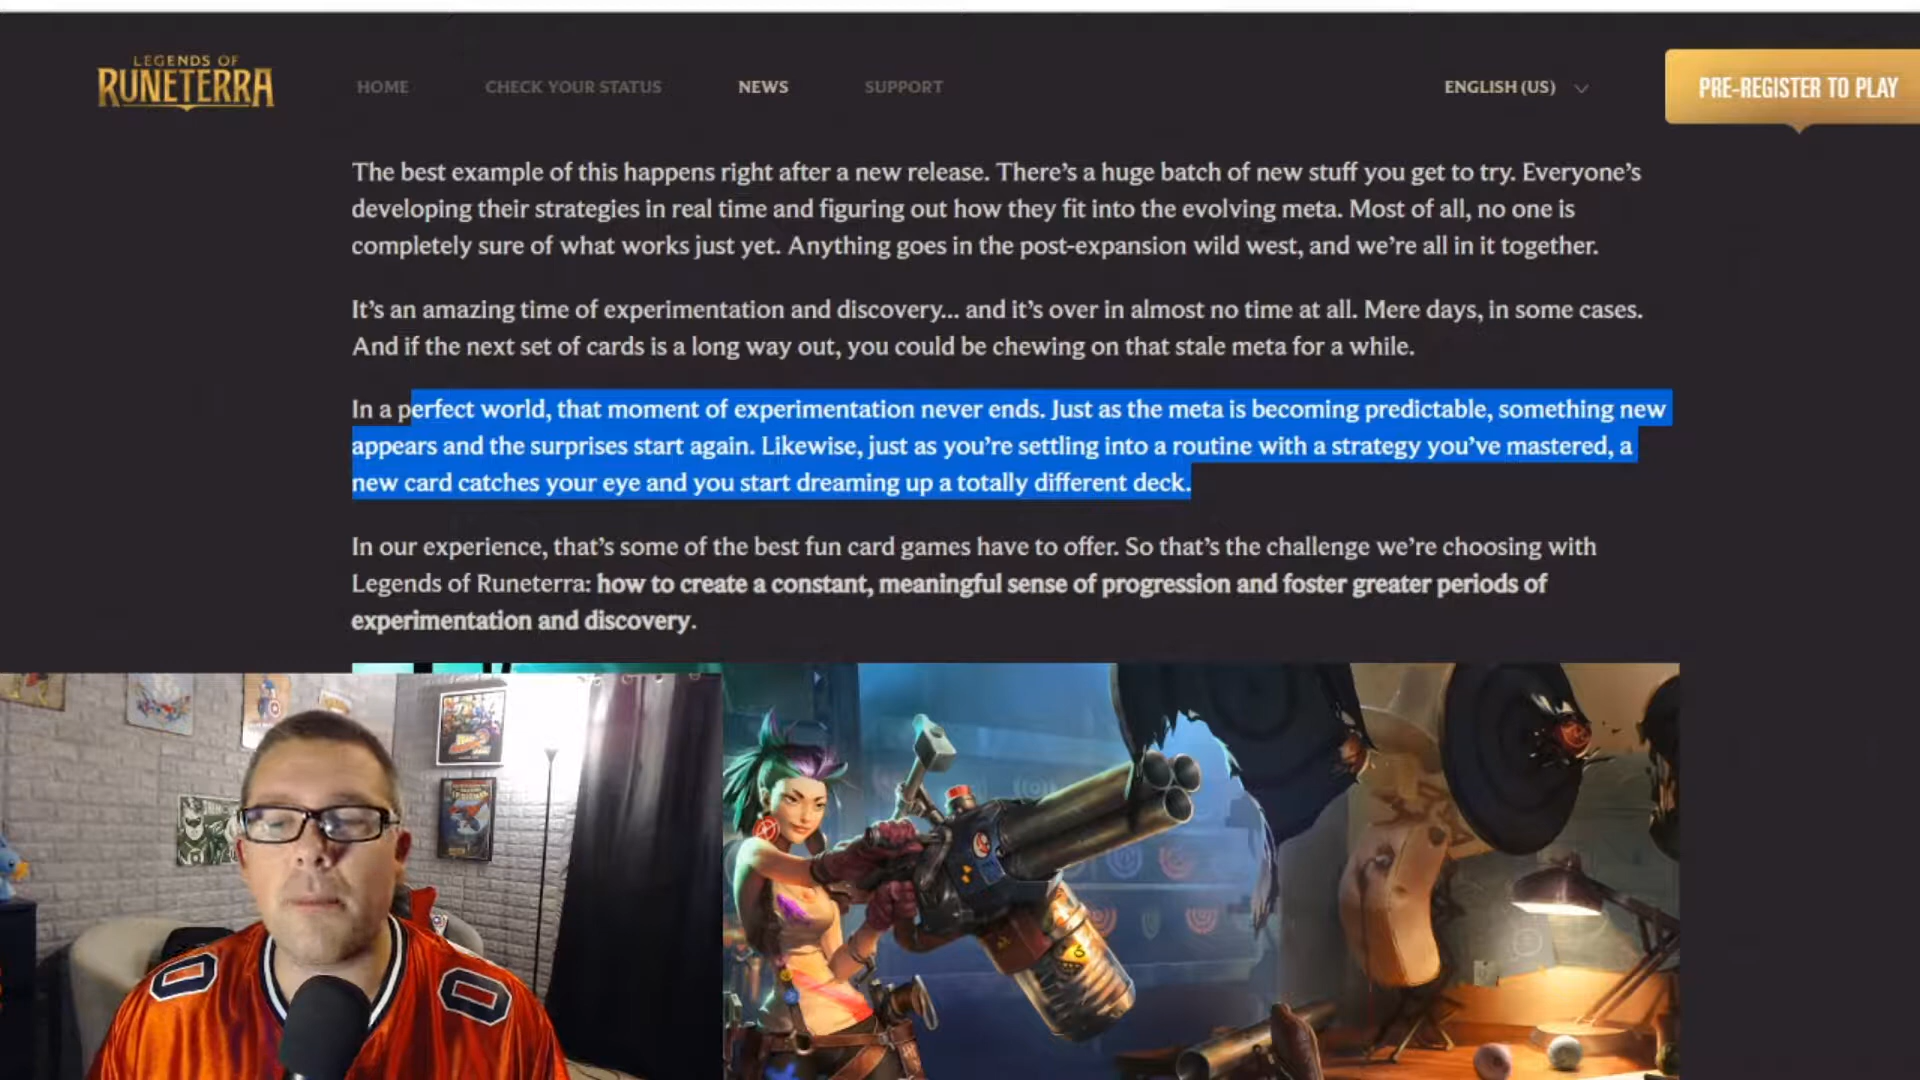 LEGENDS OF
RUNETERRA
HOME
CHECK YOUR STATUS
NEWS
SUPPORT
ENGLISH (US)
PRE-REGISTER TO PLAY
The best example of this happens right after a new release. There’s a huge batch of new stuff you get to try. Everyone’s
developing their strategies in real time and figuring out how they fit into the evolving meta. Most of all, no one is
completely sure of what works just yet. Anything goes in the post-expansion wild west, and we’re all in it together.
It’s an amazing time of experimentation and discovery... and it’s over in almost no time at all. Mere days, in some cases.
And if the next set of cards is a long way out, you could be chewing on that stale meta for a while.
In a perfect world, that moment of experimentation never ends. Just as the meta is becoming predictable, something new
appears and the surprises start again. Likewise, just as you’re settling into a routine with a strategy you’ve mastered, a
new card catches your eye and you start dreaming up a totally different deck.
In our experience, that’s some of the best fun card games have to offer. So that’s the challenge we’re choosing with
Legends of Runeterra: how to create a constant, meaningful sense of progression and foster greater periods of
experimentation and discovery.
0
0